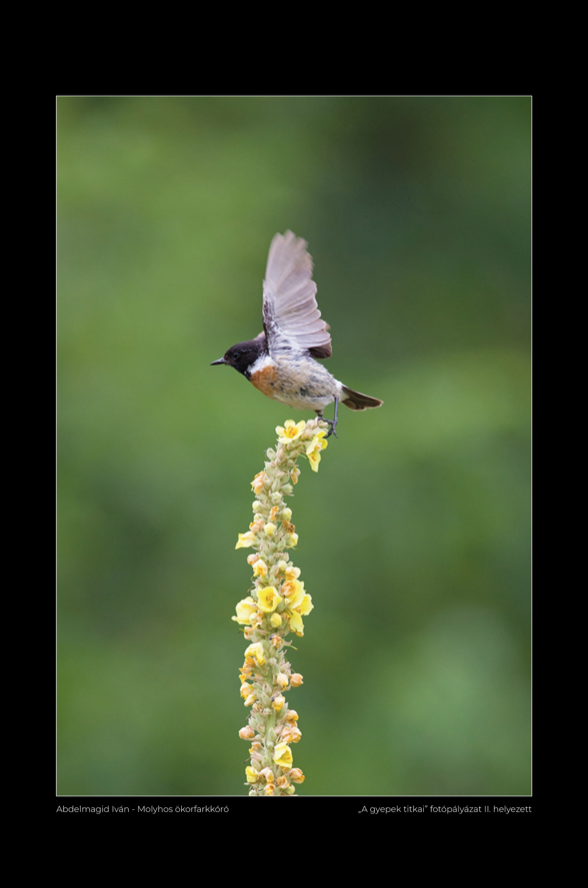 Abdelmagid Iván - Molyhos ökörfarkkóró
„A gyepek titkai” fotópályázat II. helyezett